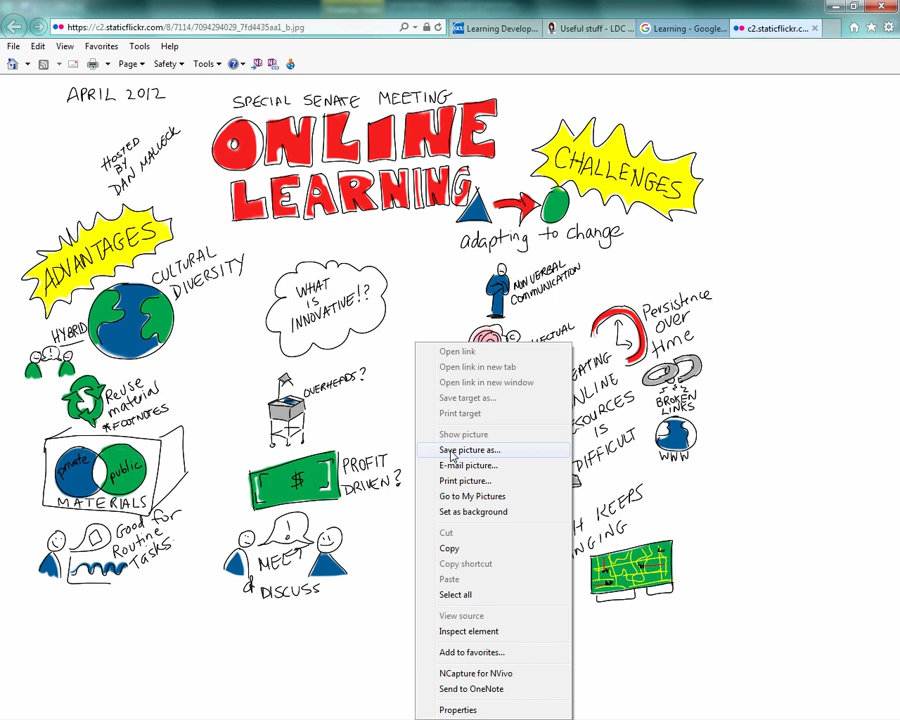 https://c2.staticflickr.com/8/7114/7094294029_7fd4435aa1_b.jpg
Learning Develop...
Useful stuff - LDC ...
Learning - Google...
c2.staticflickr.c...
File Edit View Favorites Tools Help
Page Safety Tools
APRIL 2012
HOSTED
BY
DAN MALLECK
SPECIAL SENATE MEETING
ONLINE
LEARNING
CHALLENGES
adapting to change
ADVANTAGES
CULTURAL
DIVERSITY
HYBRID
Reuse
material
*FOOTNOTES
private
public
MATERIALS
Good for
Routine
Tasks.
WHAT
IS
INNOVATIVE!?
OVERHEADS?
$
PROFIT
DRIVEN?
!
MEET
& DISCUSS
NON VERBAL
COMMUNICATION
Persistence
over
time
BROKEN
LINKS
WWW
IS
DIFFICULT
KEEPS
Open link
Open link in new tab
Open link in new window
Save target as...
Print target
Show picture
Save picture as...
E-mail picture...
Print picture...
Go to My Pictures
Set as background
Cut
Copy
Copy shortcut
Paste
Select all
View source
Inspect element
Add to favorites...
NCapture for NVivo
Send to OneNote
Properties